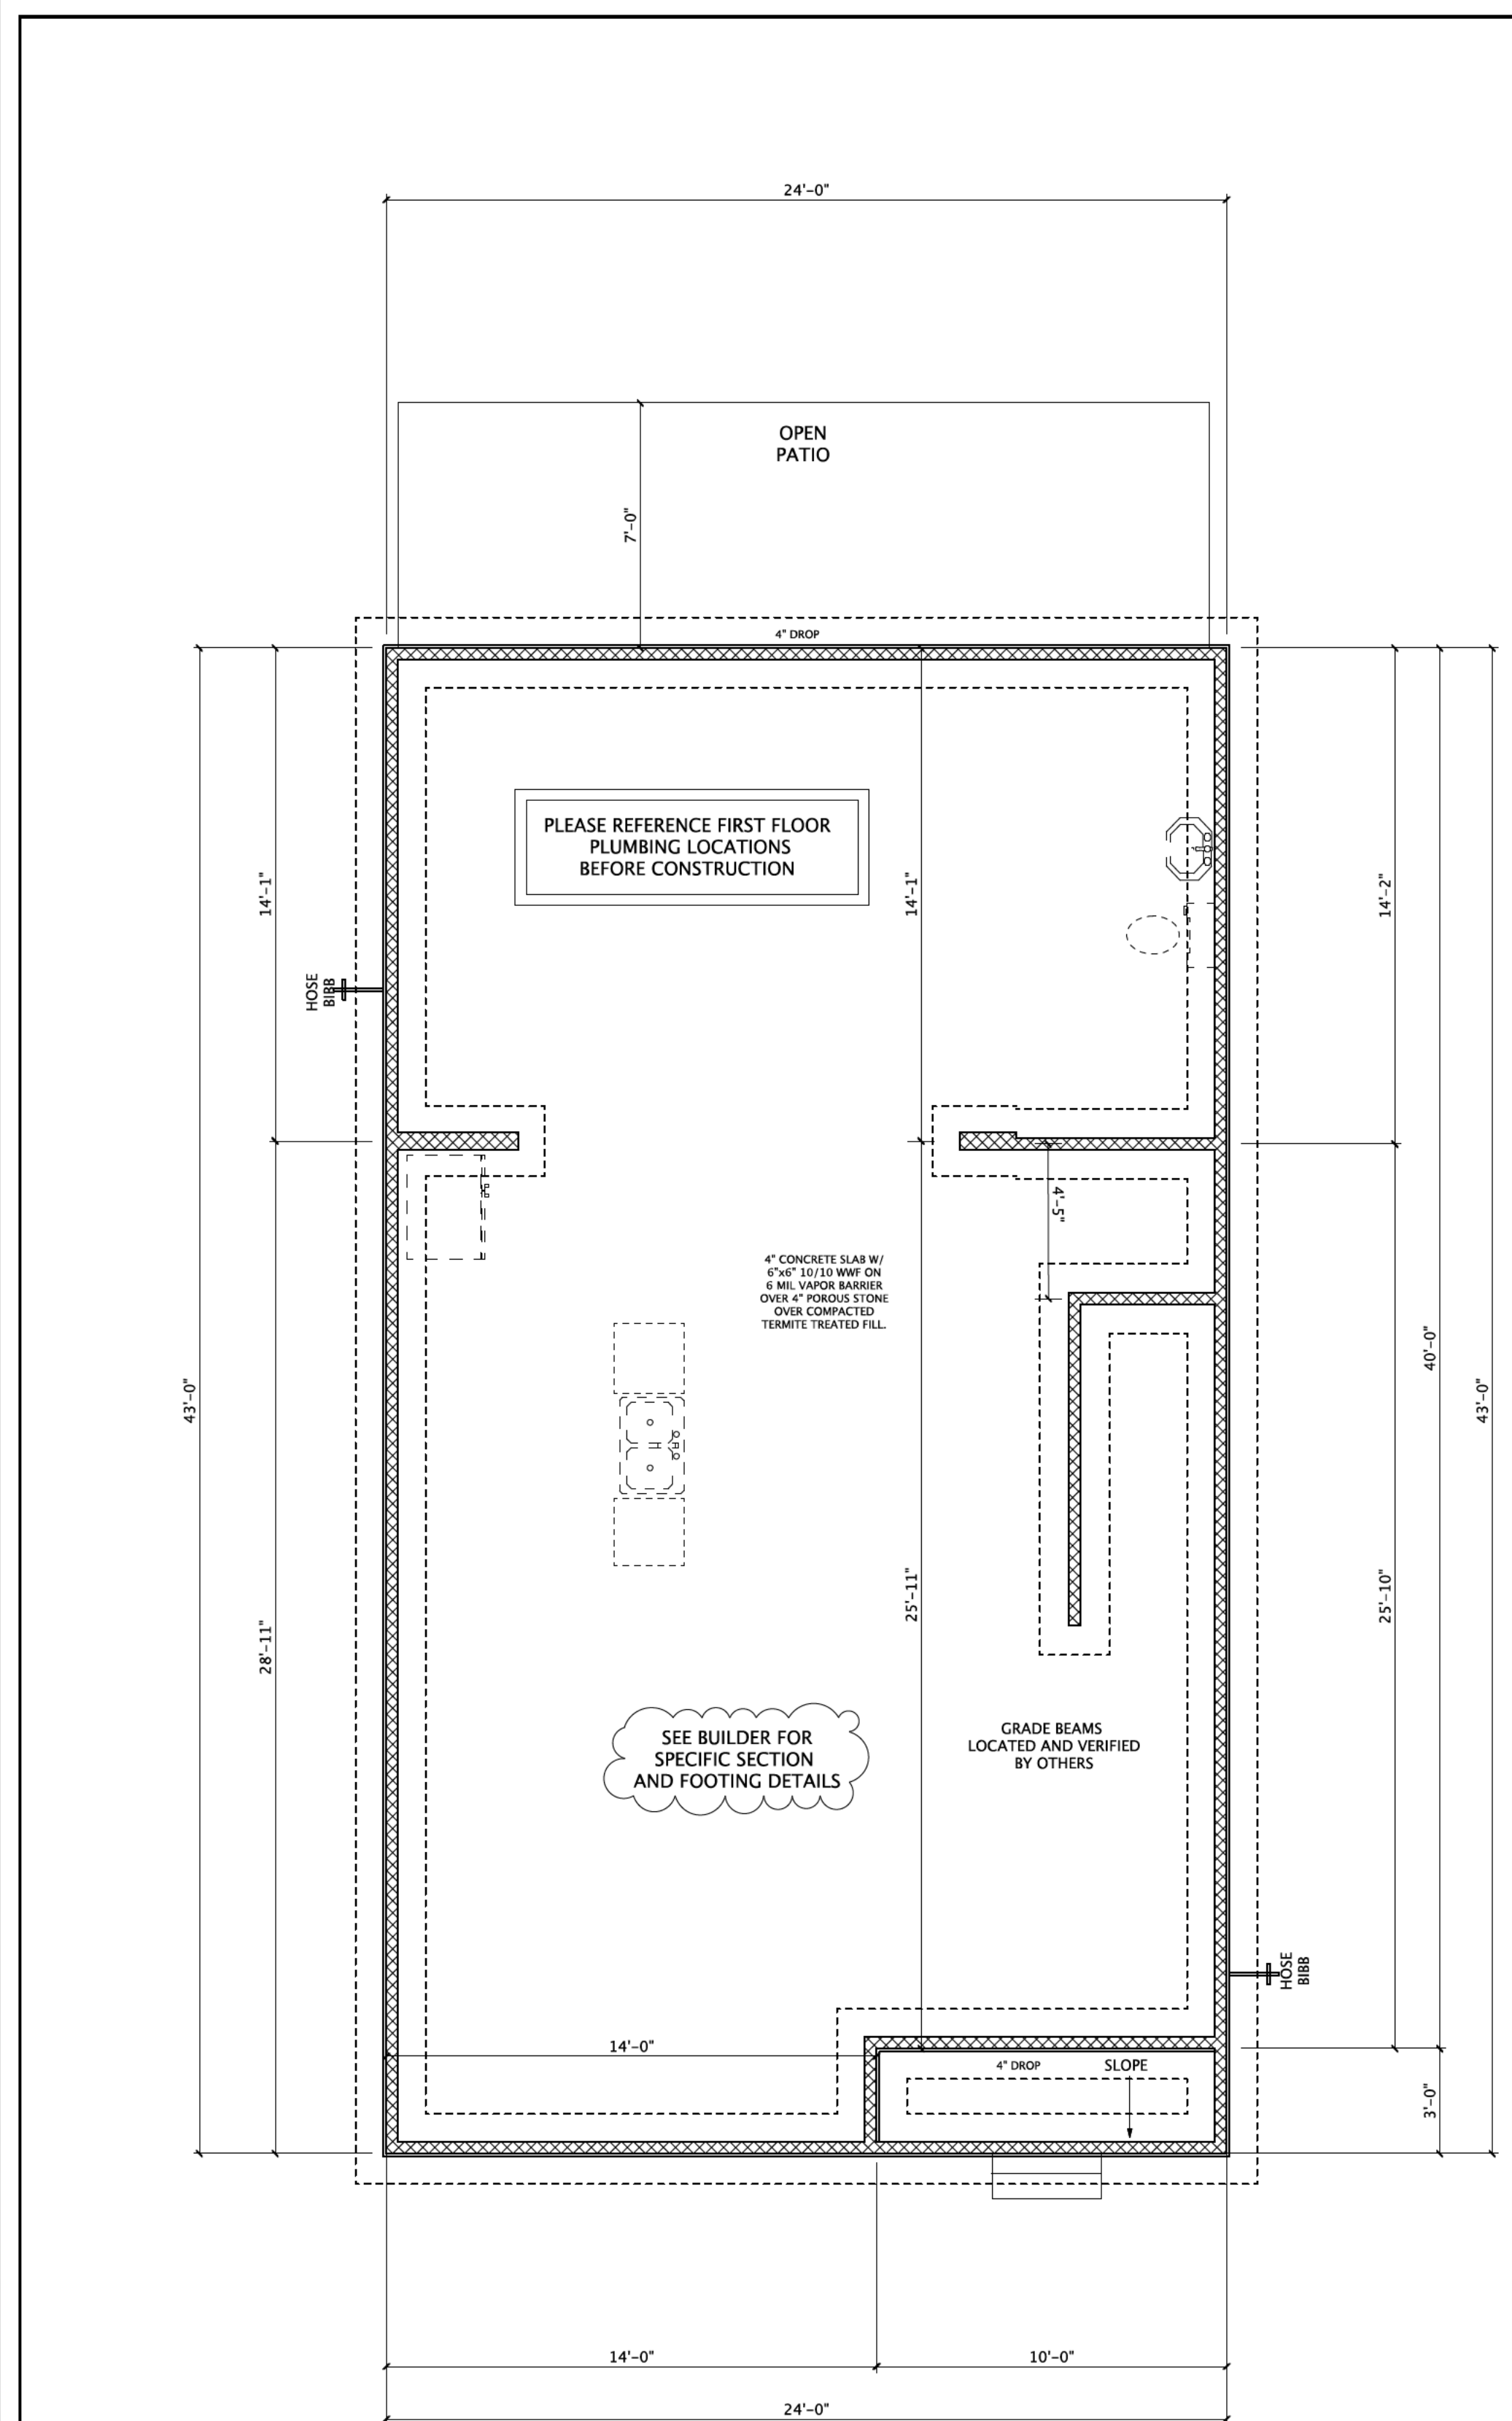 24'-0"
OPEN
PATIO
7'-0"
4" DROP
PLEASE REFERENCE FIRST FLOOR
PLUMBING LOCATIONS
BEFORE CONSTRUCTION
14'-1"
14'-1"
14'-2"
HOSE
BIBB
4'-5"
4" CONCRETE SLAB W/
6"x6" 10/10 WWF ON
6 MIL VAPOR BARRIER
OVER 4" POROUS STONE
OVER COMPACTED
TERMITE TREATED FILL.
43'-0"
40'-0"
43'-0"
28'-11"
25'-11"
25'-10"
SEE BUILDER FOR
SPECIFIC SECTION
AND FOOTING DETAILS
GRADE BEAMS
LOCATED AND VERIFIED
BY OTHERS
HOSE
BIBB
14'-0"
4" DROP
SLOPE
3'-0"
14'-0"
10'-0"
24'-0"